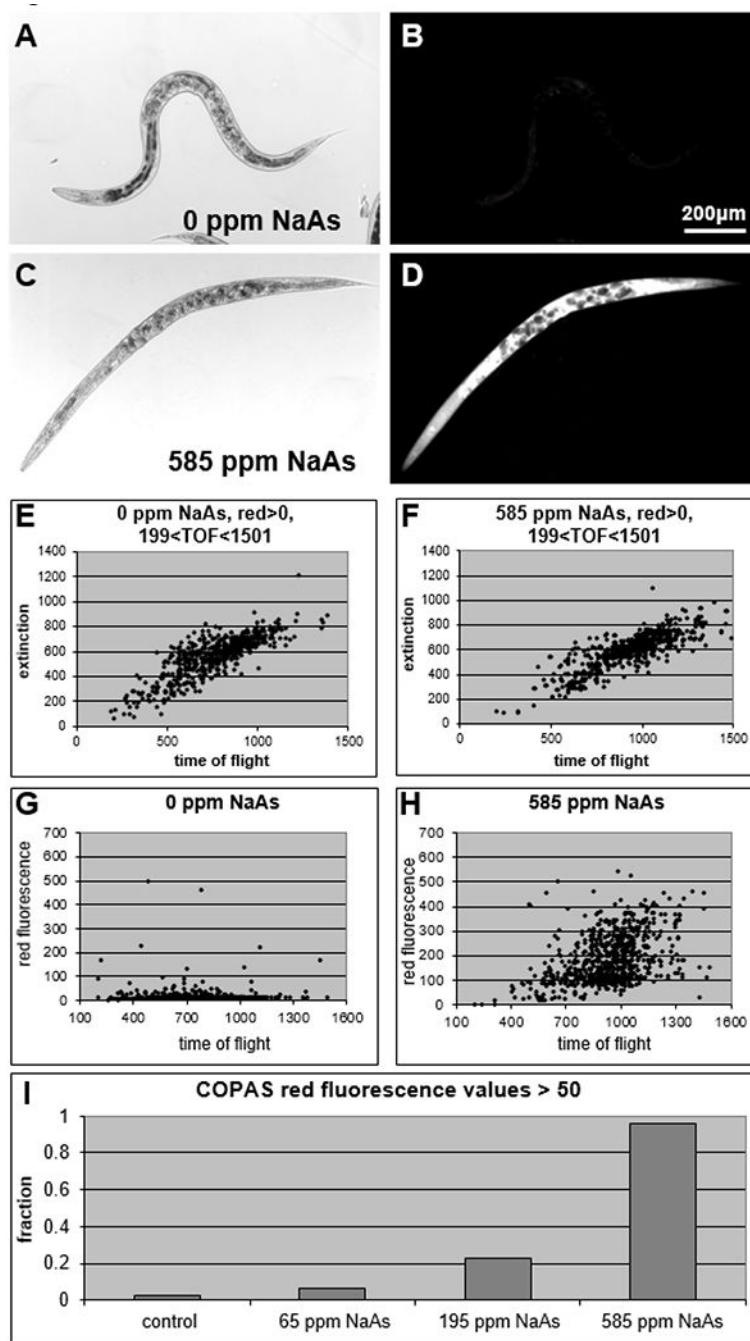 A
B
0 ppm NaAs
200µm
C
D
585 ppm NaAs
E
0 ppm NaAs, red>0,
199<TOF<1501
1400
1200
1000
800
600
400
200
0
extinction
0 500 1000 1500
time of flight
F
585 ppm NaAs, red>0,
199<TOF<1501
1400
1200
1000
800
600
400
200
0
extinction
0 500 1000 1500
time of flight
G
0 ppm NaAs
700
600
500
400
300
200
100
0
red fluorescence
100 400 700 1000 1300 1600
time of flight
H
585 ppm NaAs
700
600
500
400
300
200
100
0
red fluorescence
100 400 700 1000 1300 1600
time of flight
I
COPAS red fluorescence values > 50
1
0.8
0.6
0.4
0.2
0
fraction
control 65 ppm NaAs 195 ppm NaAs 585 ppm NaAs